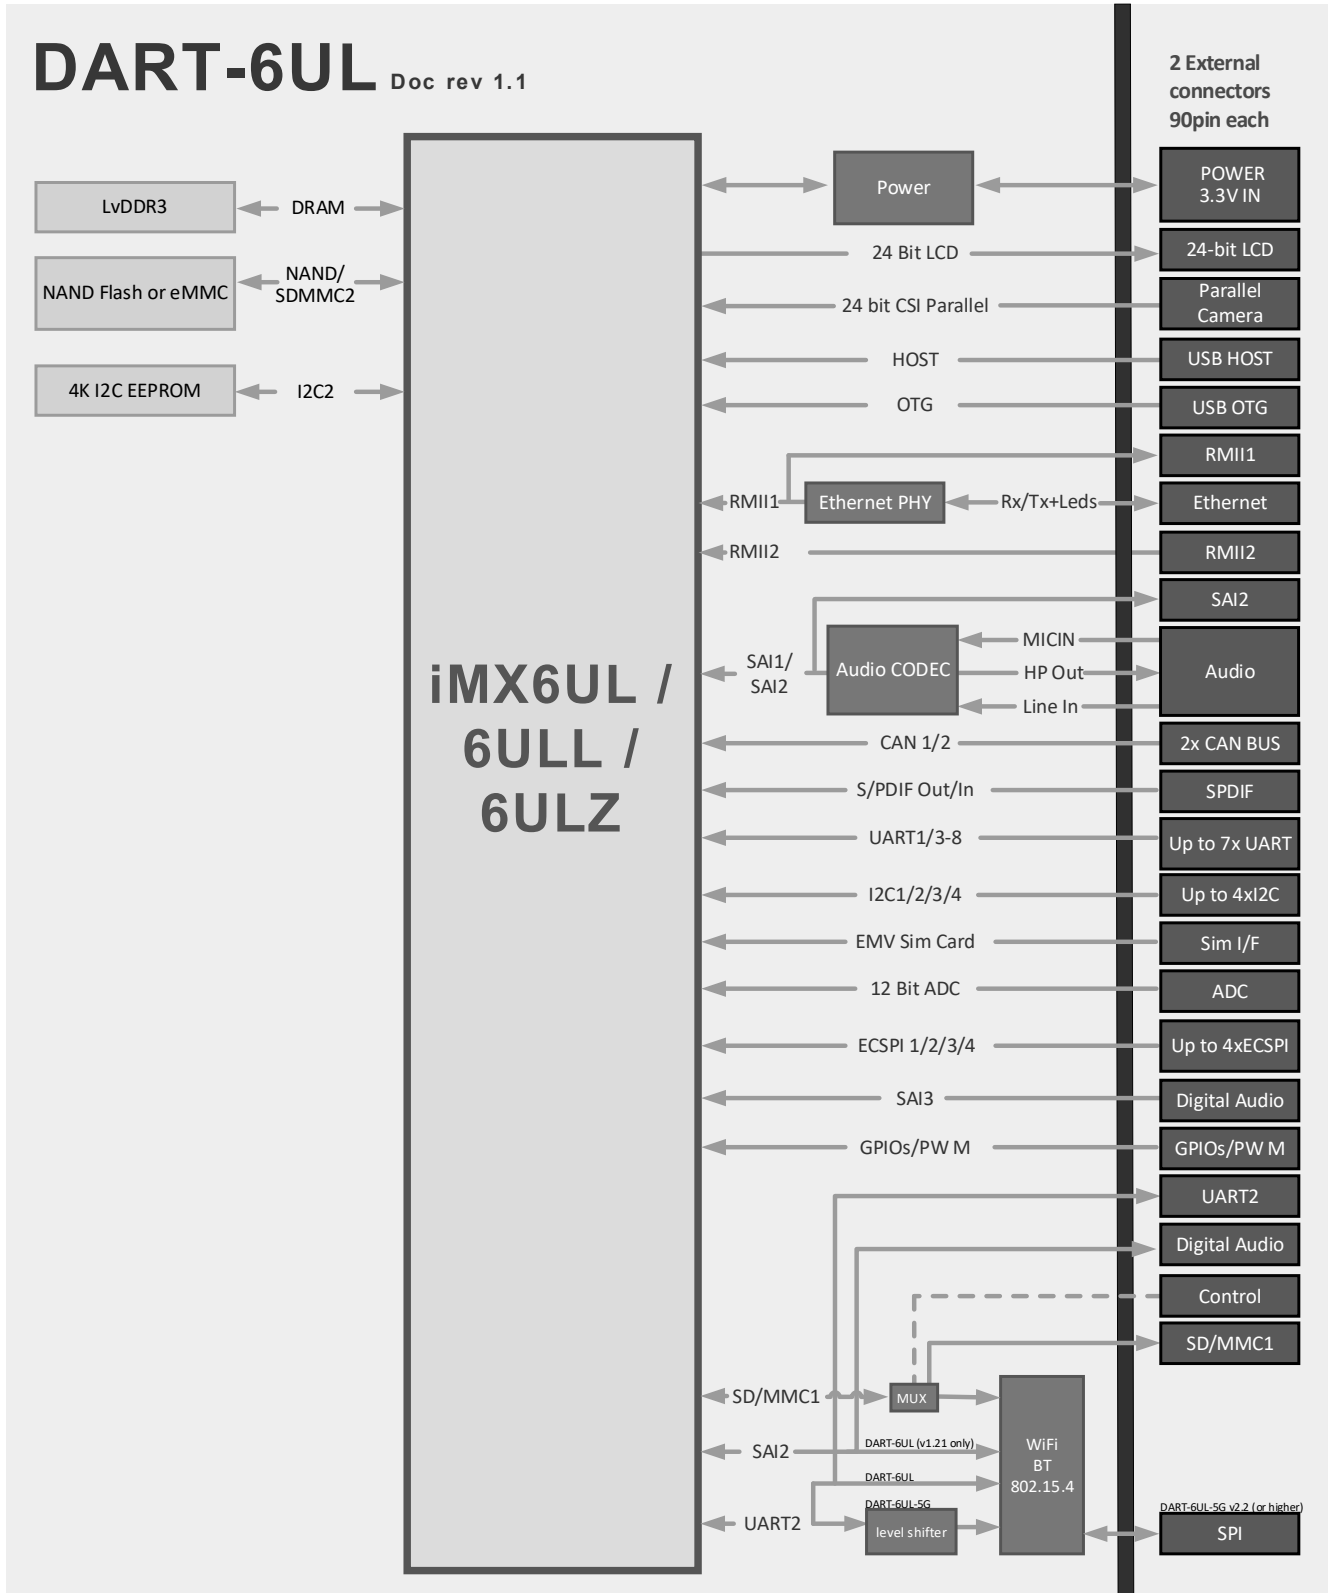 DART-6UL Doc rev 1.1
2 External
connectors
90pin each
LvDDR3
DRAM
NAND Flash or eMMC
NAND/
SDMMC2
4K I2C EEPROM
I2C2
iMX6UL /
6ULL /
6ULZ
Power
POWER
3.3V IN
24 Bit LCD
24-bit LCD
24 bit CSI Parallel
Parallel
Camera
HOST
USB HOST
OTG
USB OTG
RMII1
RMII1
Ethernet PHY
Rx/Tx+Leds
Ethernet
RMII2
RMII2
SAI2
SAI1/
SAI2
Audio CODEC
MICIN
HP Out
Line In
Audio
CAN 1/2
2x CAN BUS
S/PDIF Out/In
SPDIF
UART1/3-8
Up to 7x UART
I2C1/2/3/4
Up to 4xI2C
EMV Sim Card
Sim I/F
12 Bit ADC
ADC
ECSPI 1/2/3/4
Up to 4xECSPI
SAI3
Digital Audio
GPIOs/PW M
GPIOs/PW M
UART2
Digital Audio
Control
SD/MMC1
SD/MMC1
MUX
WiFi
BT
802.15.4
SAI2
DART-6UL (v1.21 only)
DART-6UL
DART-6UL-5G
UART2
level shifter
DART-6UL-5G v2.2 (or higher)
SPI